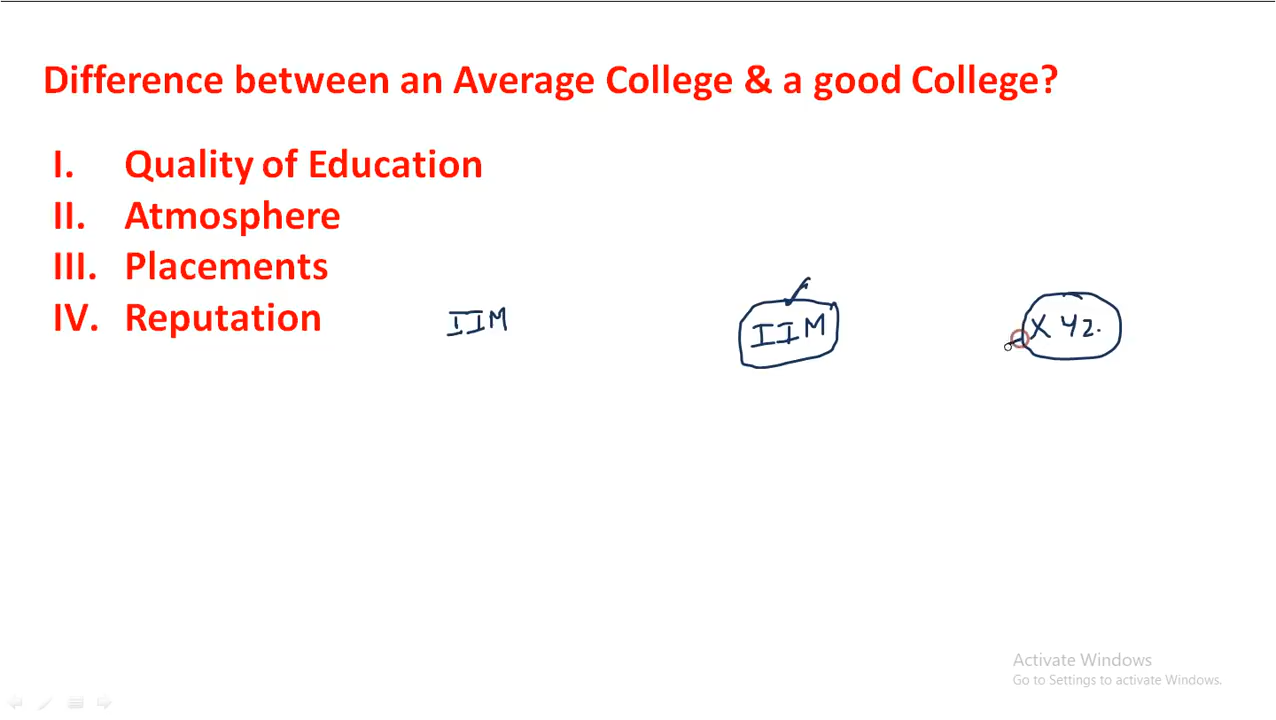 Difference between an Average College & a good College?
I. Quality of Education
II. Atmosphere
III. Placements
IV. Reputation IIM IIM XYZ.
Activate Windows
Go to Settings to activate Windows.